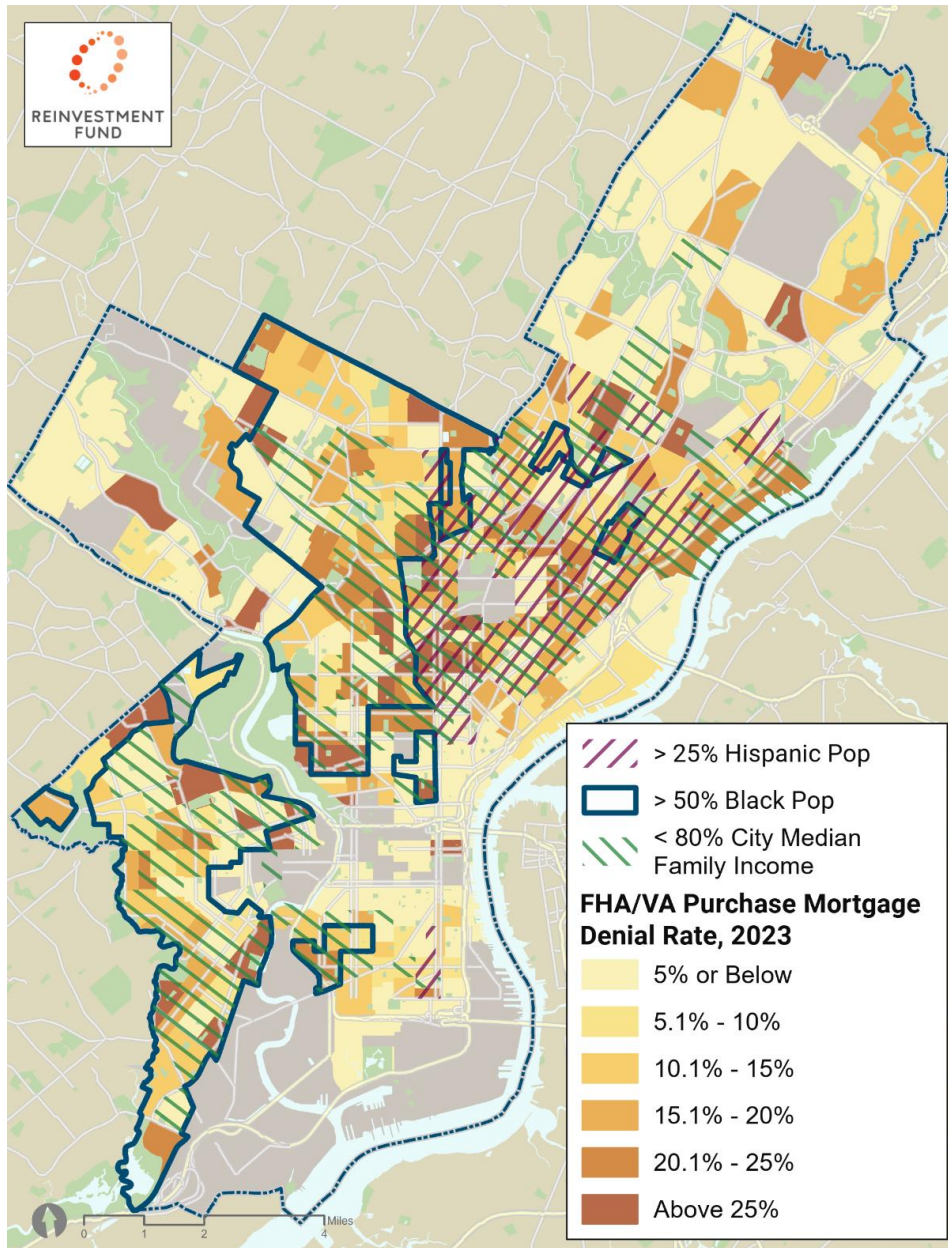 REINVESTMENT
FUND
> 25% Hispanic Pop
> 50% Black Pop
< 80% City Median
Family Income
FHA/VA Purchase Mortgage
Denial Rate, 2023
5% or Below
5.1% - 10%
10.1% - 15%
15.1% - 20%
20.1% - 25%
Above 25%
Miles
0 1 2 4